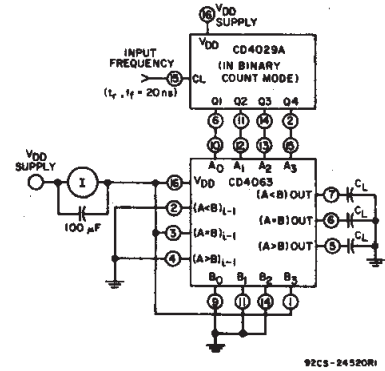 16 VDD SUPPLY
VDD
CD4029A
(IN BINARY COUNT MODE)
INPUT FREQUENCY
15 CL
(tr, tf = 20 ns)
Q1 Q2 Q3 Q4
6 11 14 2
10 12 13 15
A0 A1 A2 A3
VDD SUPPLY
I
100 µF
16 VDD
CD4063
2 (A<B)i-1
3 (A=B)i-1
4 (A>B)i-1
(A<B)OUT 7 CL
(A=B)OUT 6 CL
(A>B)OUT 5 CL
B0 B1 B2 B3
9 11 14 1
92CS-24520RI